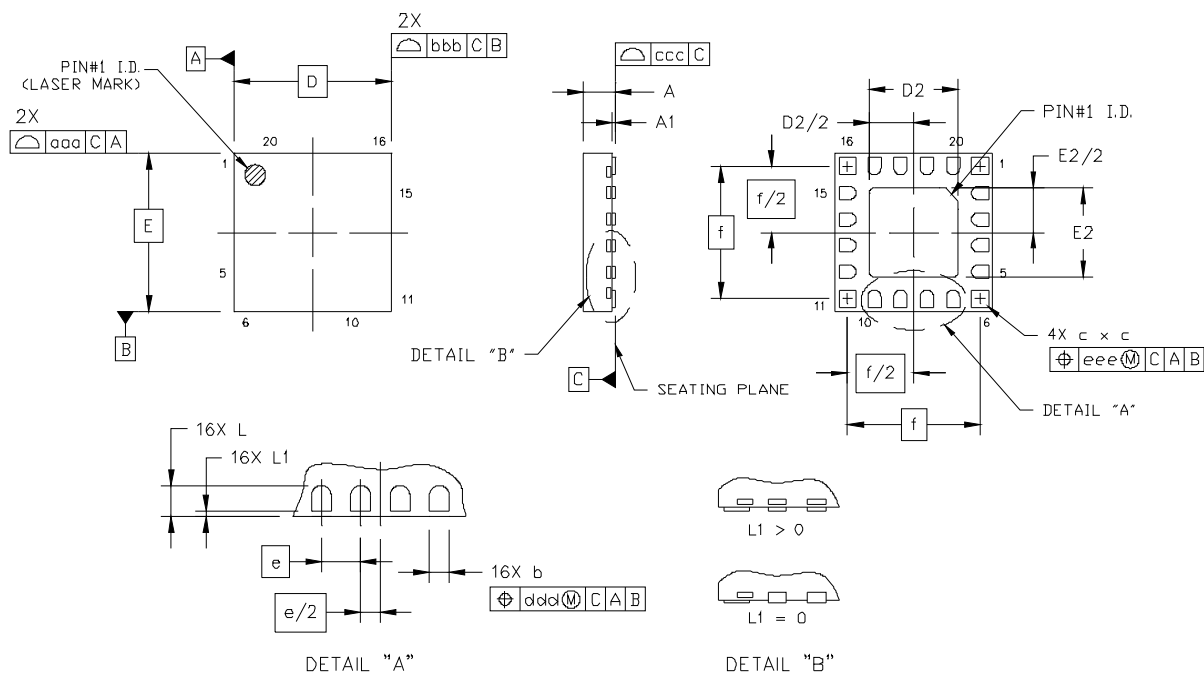 2X
bbb C B
A
D
PIN#1 I.D.
(LASER MARK)
2X
aaa C A
20
16
1
15
E
5
11
6
10
B
ccc C
A
A1
DETAIL "B"
C
SEATING PLANE
D2
D2/2
PIN#1 I.D.
16
20
1
E2/2
15
f/2
f
E2
5
11
10
6
4X c x c
eee M C A B
f/2
f
DETAIL "A"
16X L
16X L1
e
e/2
16X b
ddd M C A B
DETAIL "A"
L1 > 0
L1 = 0
DETAIL "B"